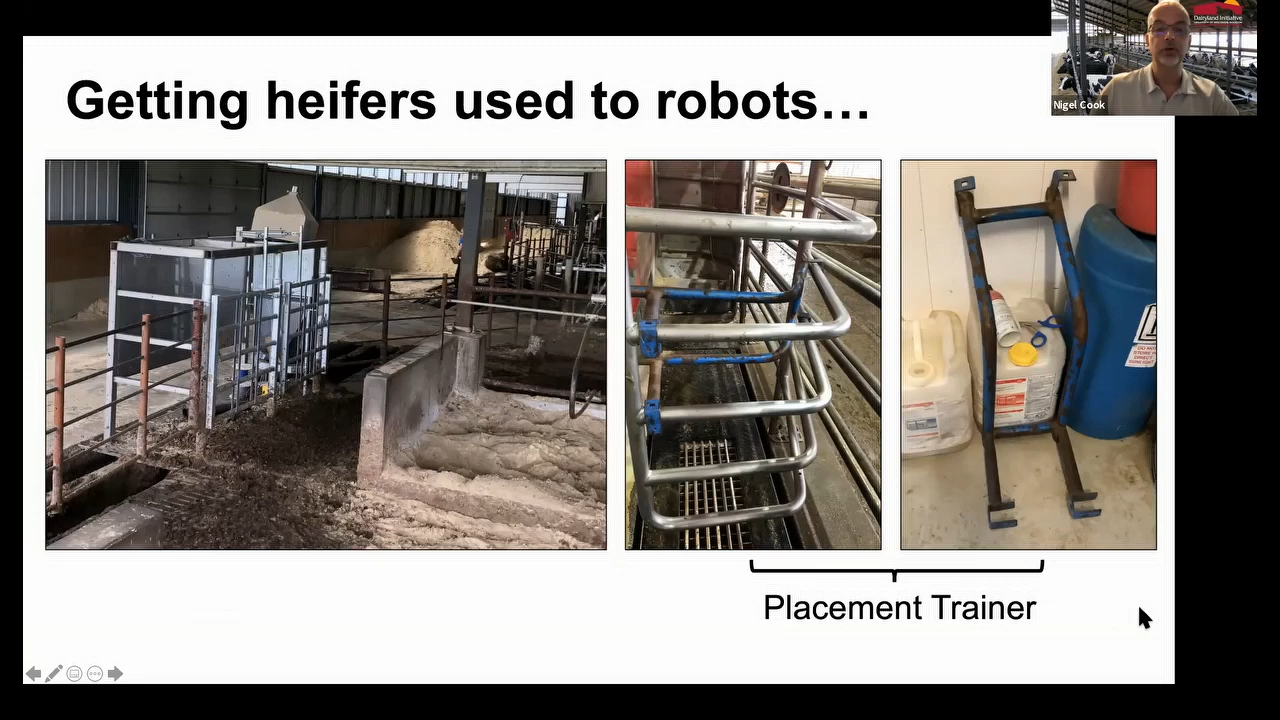 Dairyland Initiative
Nigel Cook
Getting heifers used to robots…
Placement Trainer